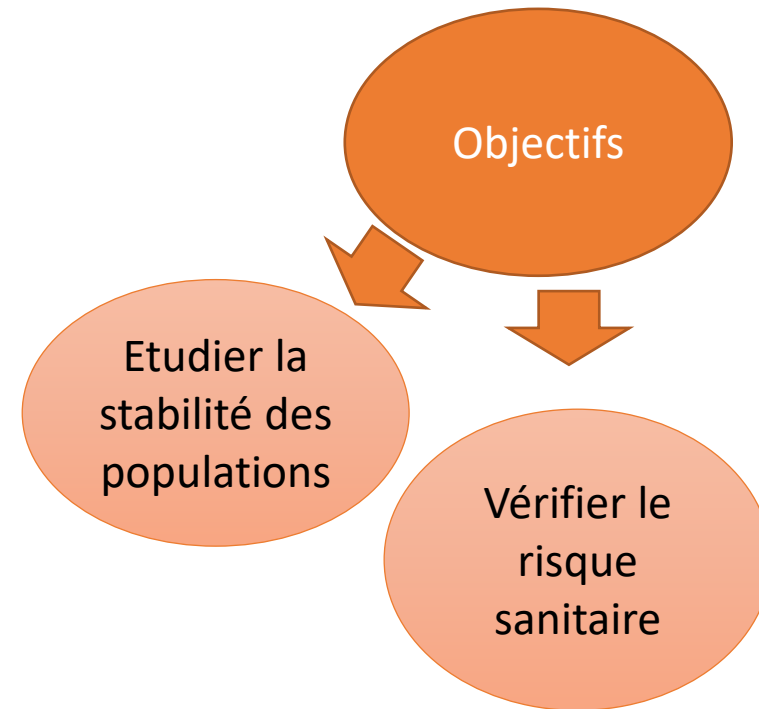 Objectifs
Etudier la
stabilité des
populations
Vérifier le
risque
sanitaire